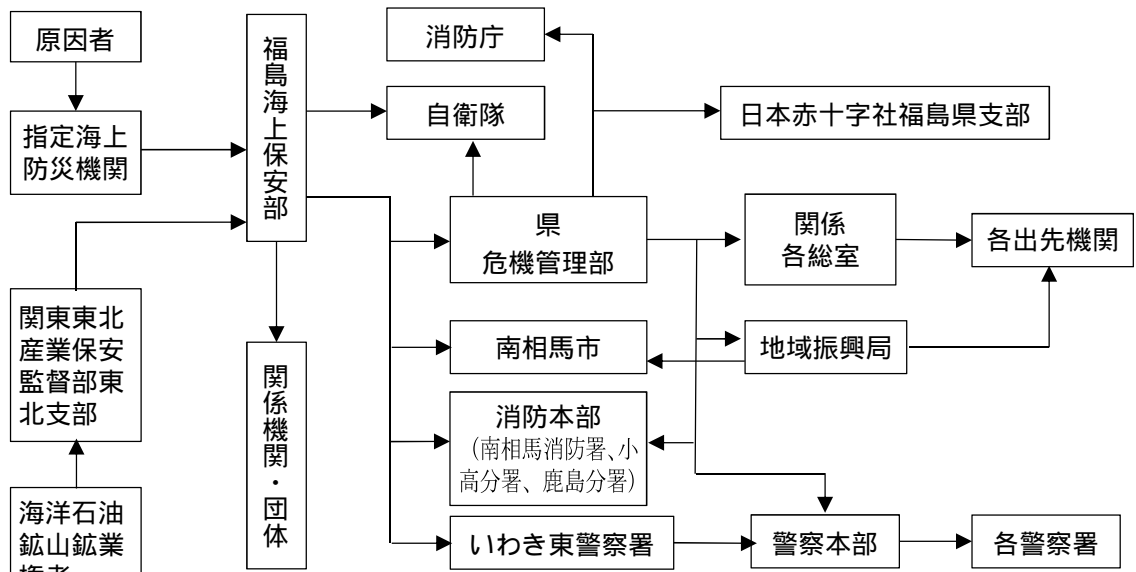 原因者
指定海上
防災機関
関東東北
産業保安
監督部東
北支部
海洋石油
鉱山鉱業
権者
福島海上保安部
関係機関・団体
消防庁
自衛隊
日本赤十字社福島県支部
県
危機管理部
関係
各総室
各出先機関
南相馬市
地域振興局
消防本部
(南相馬消防署、小
高分署、鹿島分署)
いわき東警察署
警察本部
各警察署